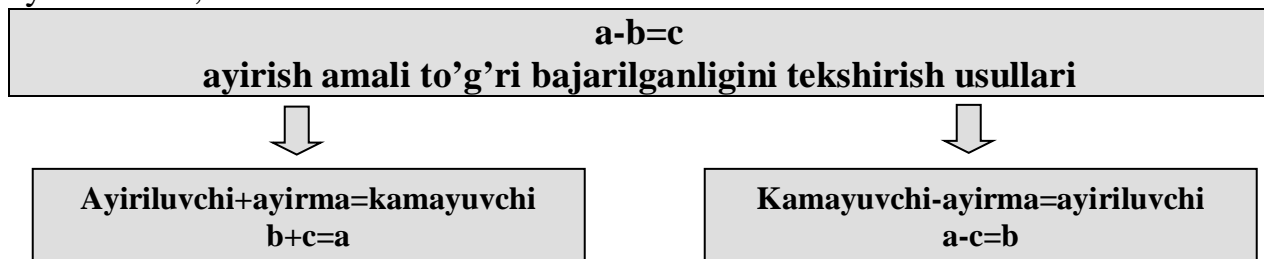 a-b=c
ayirish amali to’g’ri bajarilganligini tekshirish usullari
Ayiriluvchi+ayirma=kamayuvchi
b+c=a
Kamayuvchi-ayirma=ayiriluvchi
a-c=b